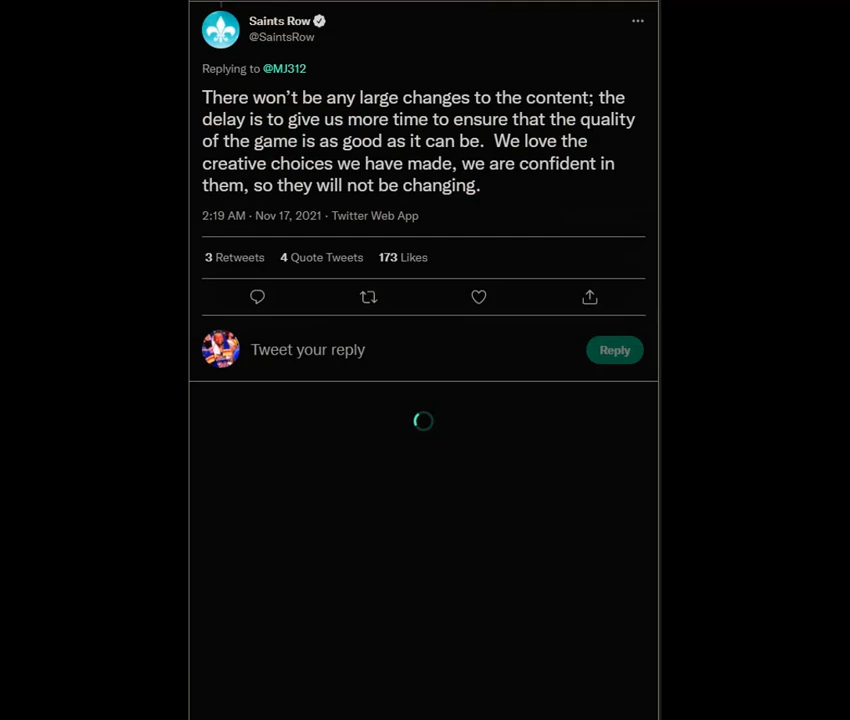 Saints Row
@SaintsRow
Replying to @MJ312
There won't be any large changes to the content; the
delay is to give us more time to ensure that the quality
of the game is as good as it can be.  We love the
creative choices we have made, we are confident in
them, so they will not be changing.
2:19 AM · Nov 17, 2021 · Twitter Web App
3 Retweets 4 Quote Tweets 173 Likes
Tweet your reply Reply